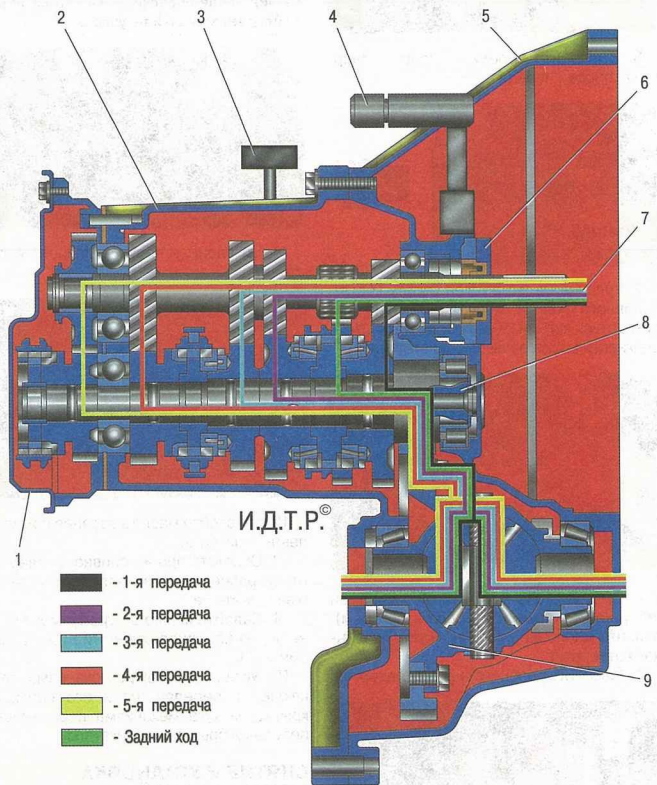 2
3
4
5
6
7
8
1
И.Д.Т.Р.©
9
- 1-я передача
- 2-я передача
- 3-я передача
- 4-я передача
- 5-я передача
- Задний ход